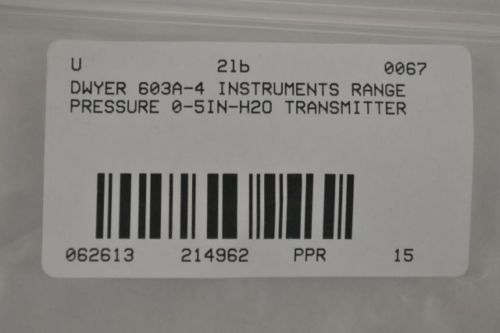 U 21b 0067
DWYER 603A-4 INSTRUMENTS RANGE
PRESSURE 0-5IN-H2O TRANSMITTER
062613 214962 PPR 15